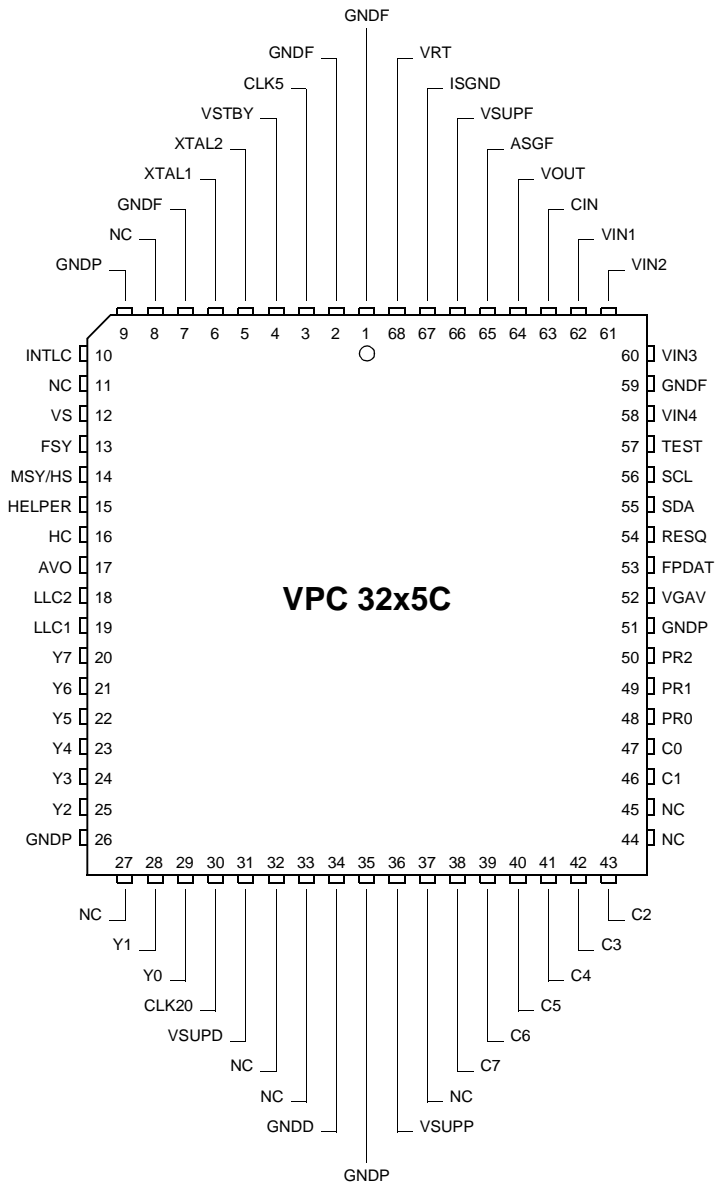 GNDF
GNDF VRT
CLK5 ISGND
VSTBY VSUPF
XTAL2 ASGF
XTAL1 VOUT
GNDF CIN
NC VIN1
GNDP VIN2
9 8 7 6 5 4 3 2 1 68 67 66 65 64 63 62 61
INTLC 10 60 VIN3
NC 11 59 GNDF
VS 12 58 VIN4
FSY 13 57 TEST
MSY/HS 14 56 SCL
HELPER 15 55 SDA
HC 16 54 RESQ
AVO 17 53 FPDAT
VPC 32x5C
LLC2 18 52 VGAV
LLC1 19 51 GNDP
Y7 20 50 PR2
Y6 21 49 PR1
Y5 22 48 PR0
Y4 23 47 C0
Y3 24 46 C1
Y2 25 45 NC
GNDP 26 44 NC
27 28 29 30 31 32 33 34 35 36 37 38 39 40 41 42 43
NC C2
Y1 C3
Y0 C4
CLK20 C5
VSUPD C6
NC C7
NC NC
GNDD VSUPP
GNDP